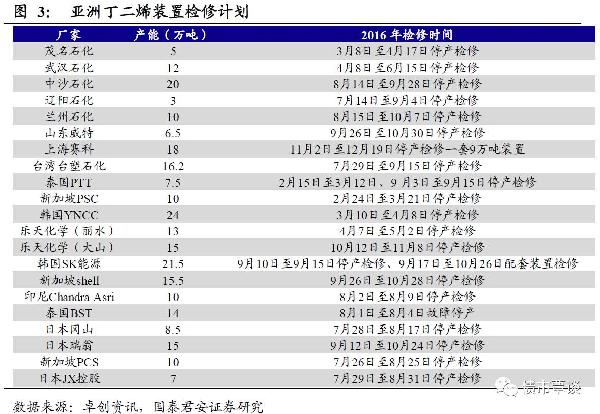 图 3: 亚洲丁二烯装置检修计划
厂家 产能（万吨） 2016 年检修时间
茂名石化 5 3月8日至4月17日停产检修
武汉石化 12 4月8日至6月15日停产检修
中沙石化 20 8月14日至9月28日停产检修
辽阳石化 3 7月14日至9月4日停产检修
兰州石化 10 8月15日至10月7日停产检修
山东威特 6.5 9月26日至10月30日停产检修
上海赛科 18 11月2日至12月19日停产检修一套9万吨装置
台湾台塑石化 16.2 7月29日至9月15日停产检修
泰国PTT 7.5 2月15日至3月12日、9月3日至9月15日停产检修
新加坡PSC 10 2月24日至3月21日停产检修
韩国YNCC 24 3月10日至4月8日停产检修
乐天化学（丽水） 13 4月7日至5月2日停产检修
乐天化学（大山） 15 10月12日至11月8日停产检修
韩国SK能源 21.5 9月10日至9月15日停产检修、9月17日至10月26日配套装置检修
新加坡shell 15.5 9月26日至10月28日停产检修
印尼Chandra Asri 10 8月2日至8月9日停产检修
泰国BST 14 8月1日至8月4日故障停产
日本冈山 8.5 7月28日至8月17日停产检修
日本瑞翁 15 9月12日至10月24日停产检修
新加坡PCS 10 7月26日至8月25日停产检修
日本JX控股 7 7月29日至8月31日停产检修
债市覃谈
数据来源：卓创资讯，国泰君安证券研究